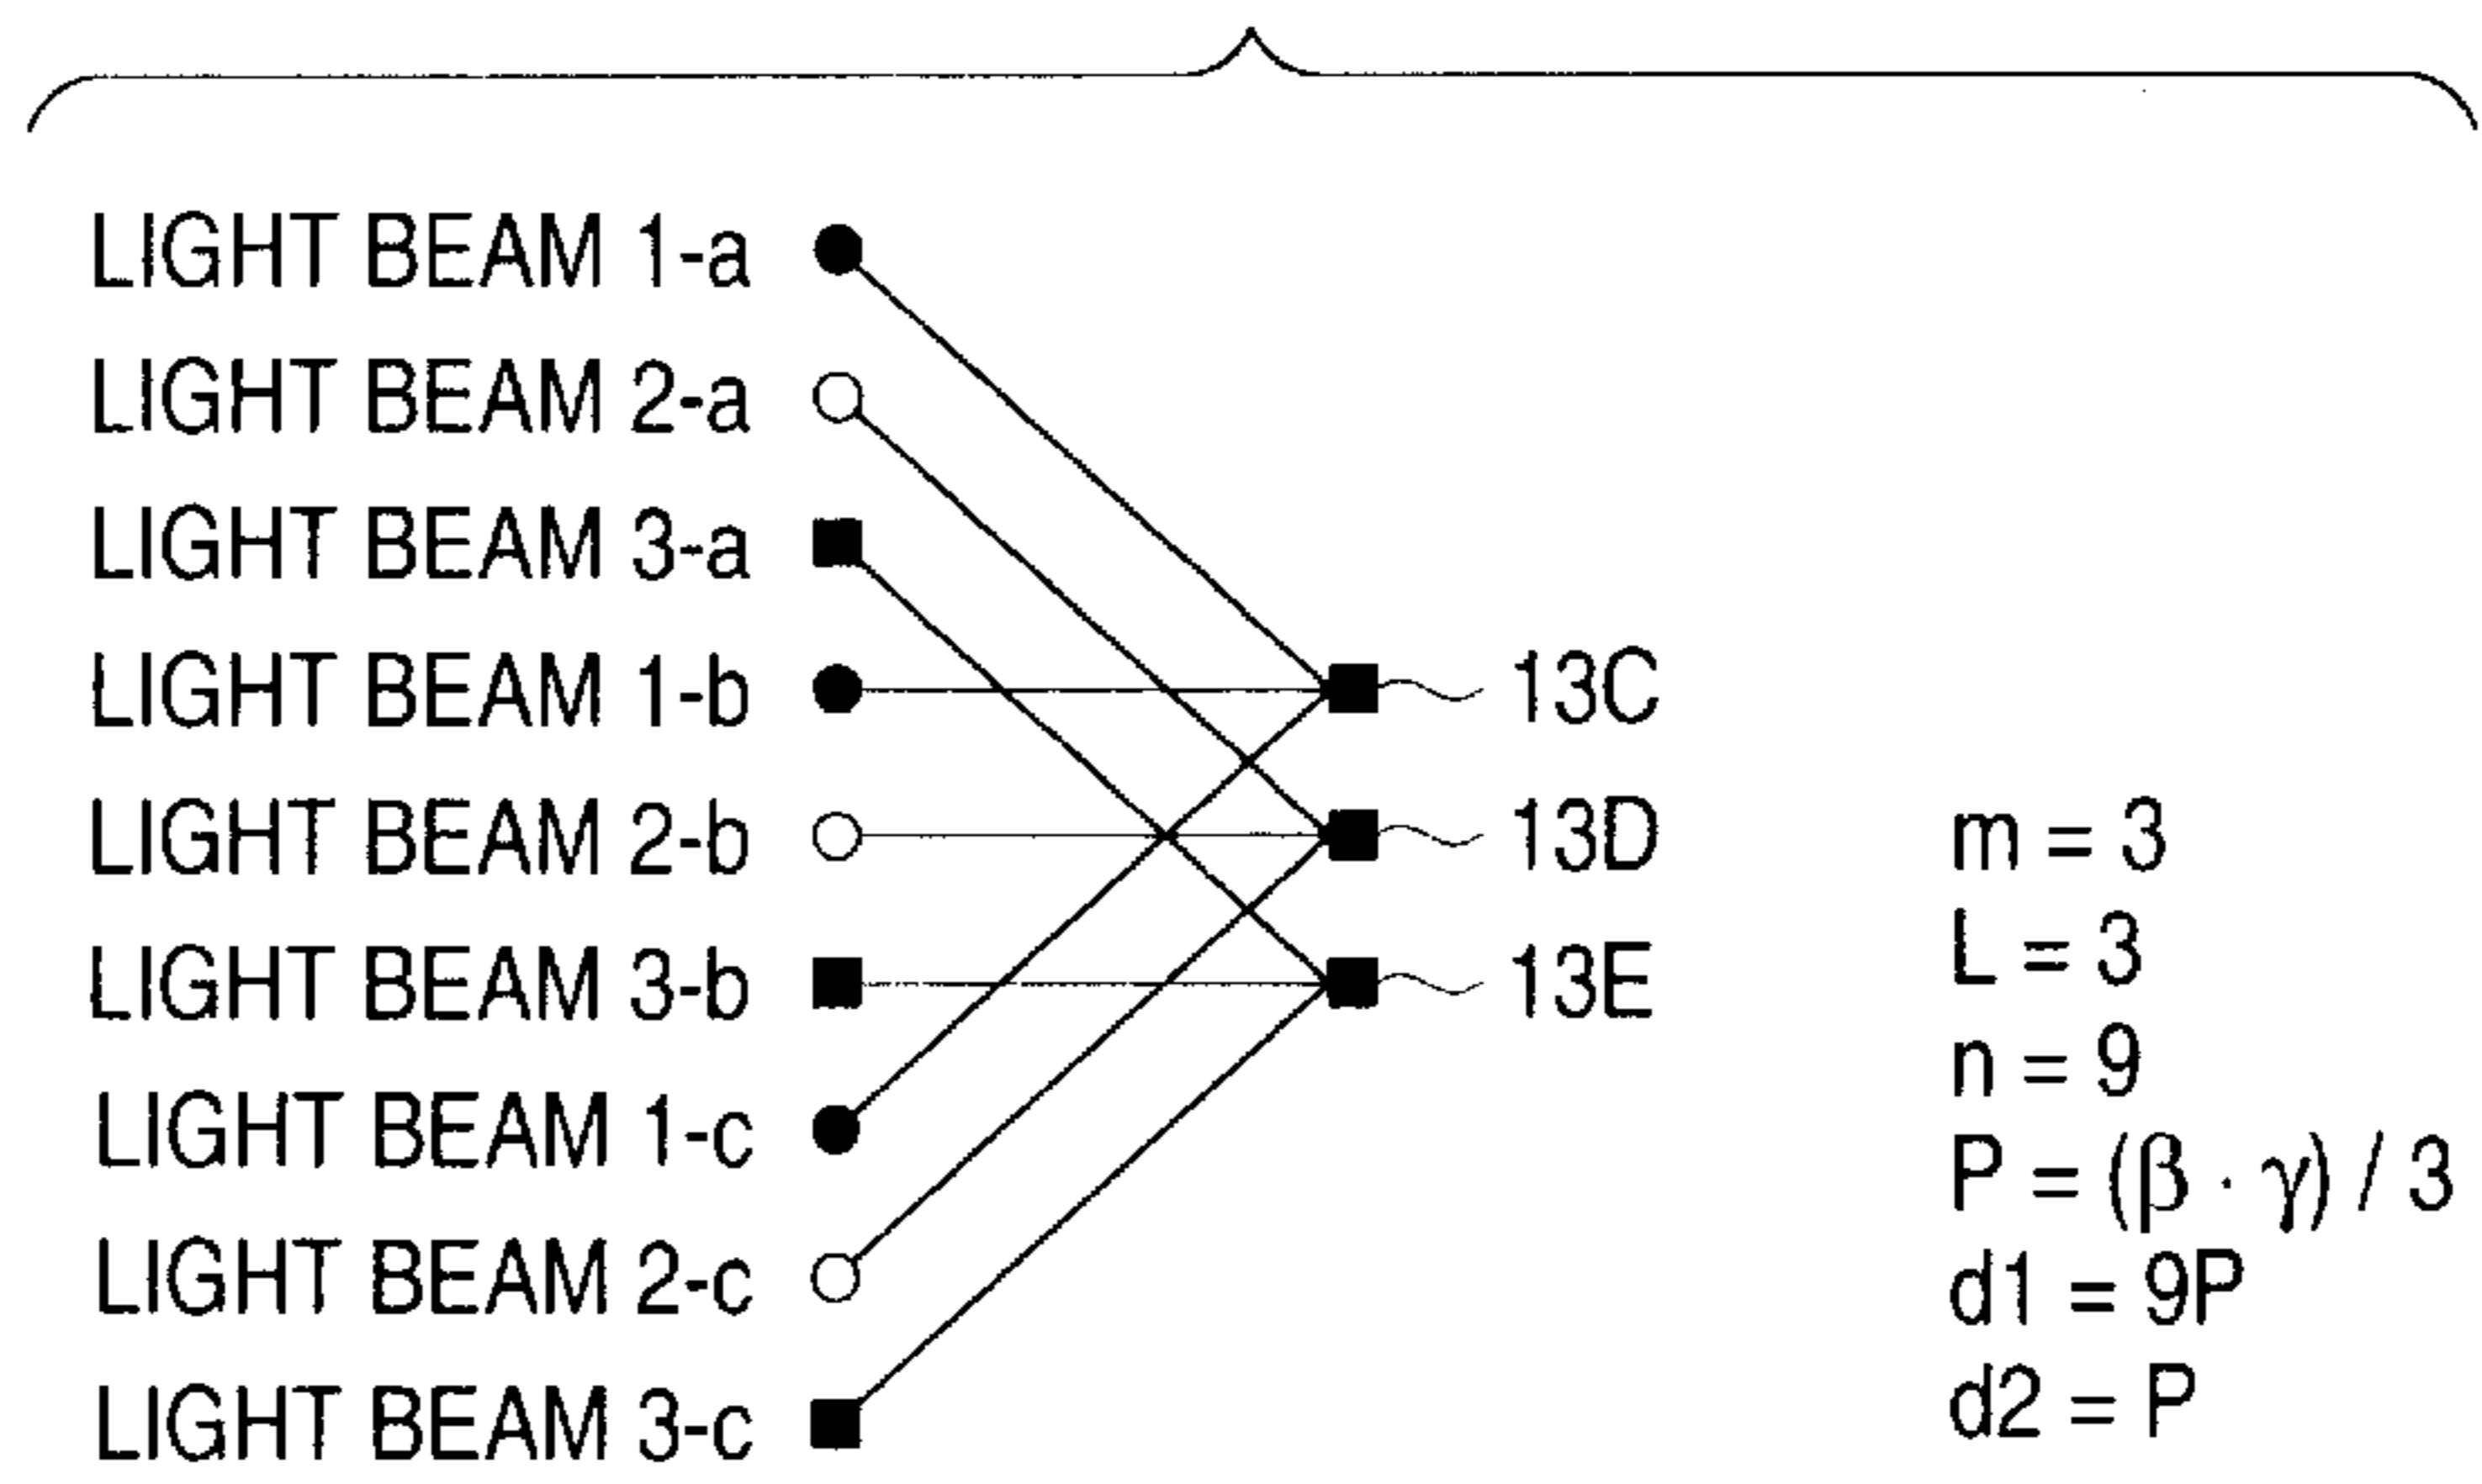 LIGHT BEAM 1-a
LIGHT BEAM 2-a
LIGHT BEAM 3-a
LIGHT BEAM 1-b
13C
LIGHT BEAM 2-b
13D
LIGHT BEAM 3-b
13E
LIGHT BEAM 1-c
LIGHT BEAM 2-c
LIGHT BEAM 3-c
m = 3
L = 3
n = 9
P = (β · γ) / 3
d1 = 9P
d2 = P